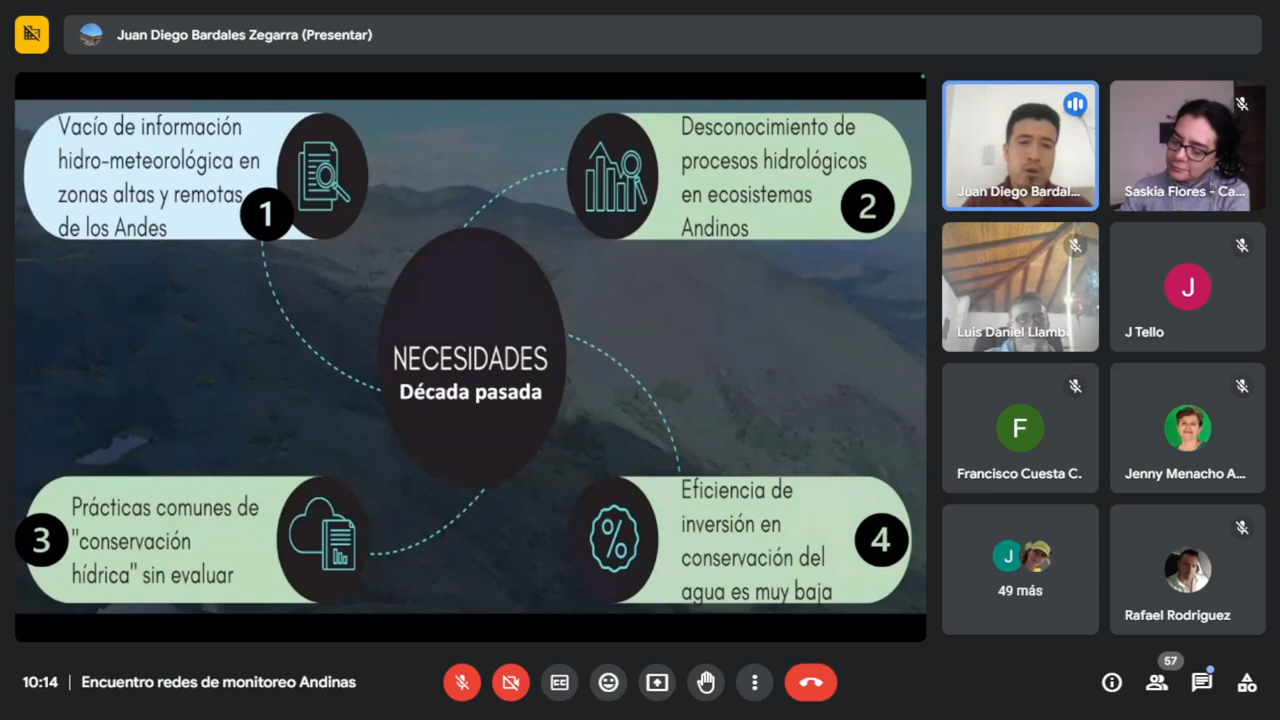 Juan Diego Bardales Zegarra (Presentar)
Vacío de información
hidro-meteorológica en
zonas altas y remotas
de los Andes
1
Desconocimiento de
procesos hidrológicos
en ecosistemas
Andinos
2
NECESIDADES
Década pasada
Prácticas comunes de
"conservación
hídrica" sin evaluar
3
%
Eficiencia de
inversión en
conservación del
agua es muy baja
4
Juan Diego Bardal...
Saskia Flores - Ca...
Luis Daniel Llambi
J
J Tello
F
Francisco Cuesta C.
Jenny Menacho A...
J
49 más
Rafael Rodriguez
10:14 | Encuentro redes de monitoreo Andinas
57